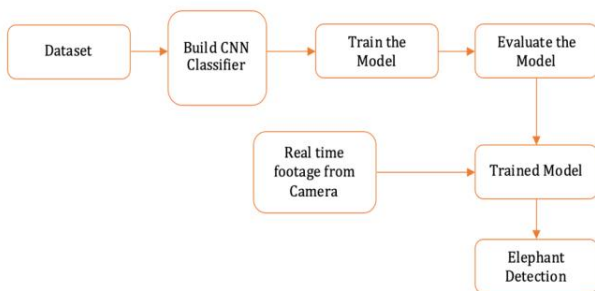 Dataset
Build CNN
Classifier
Train the
Model
Evaluate the
Model
Real time
footage from
Camera
Trained Model
Elephant
Detection